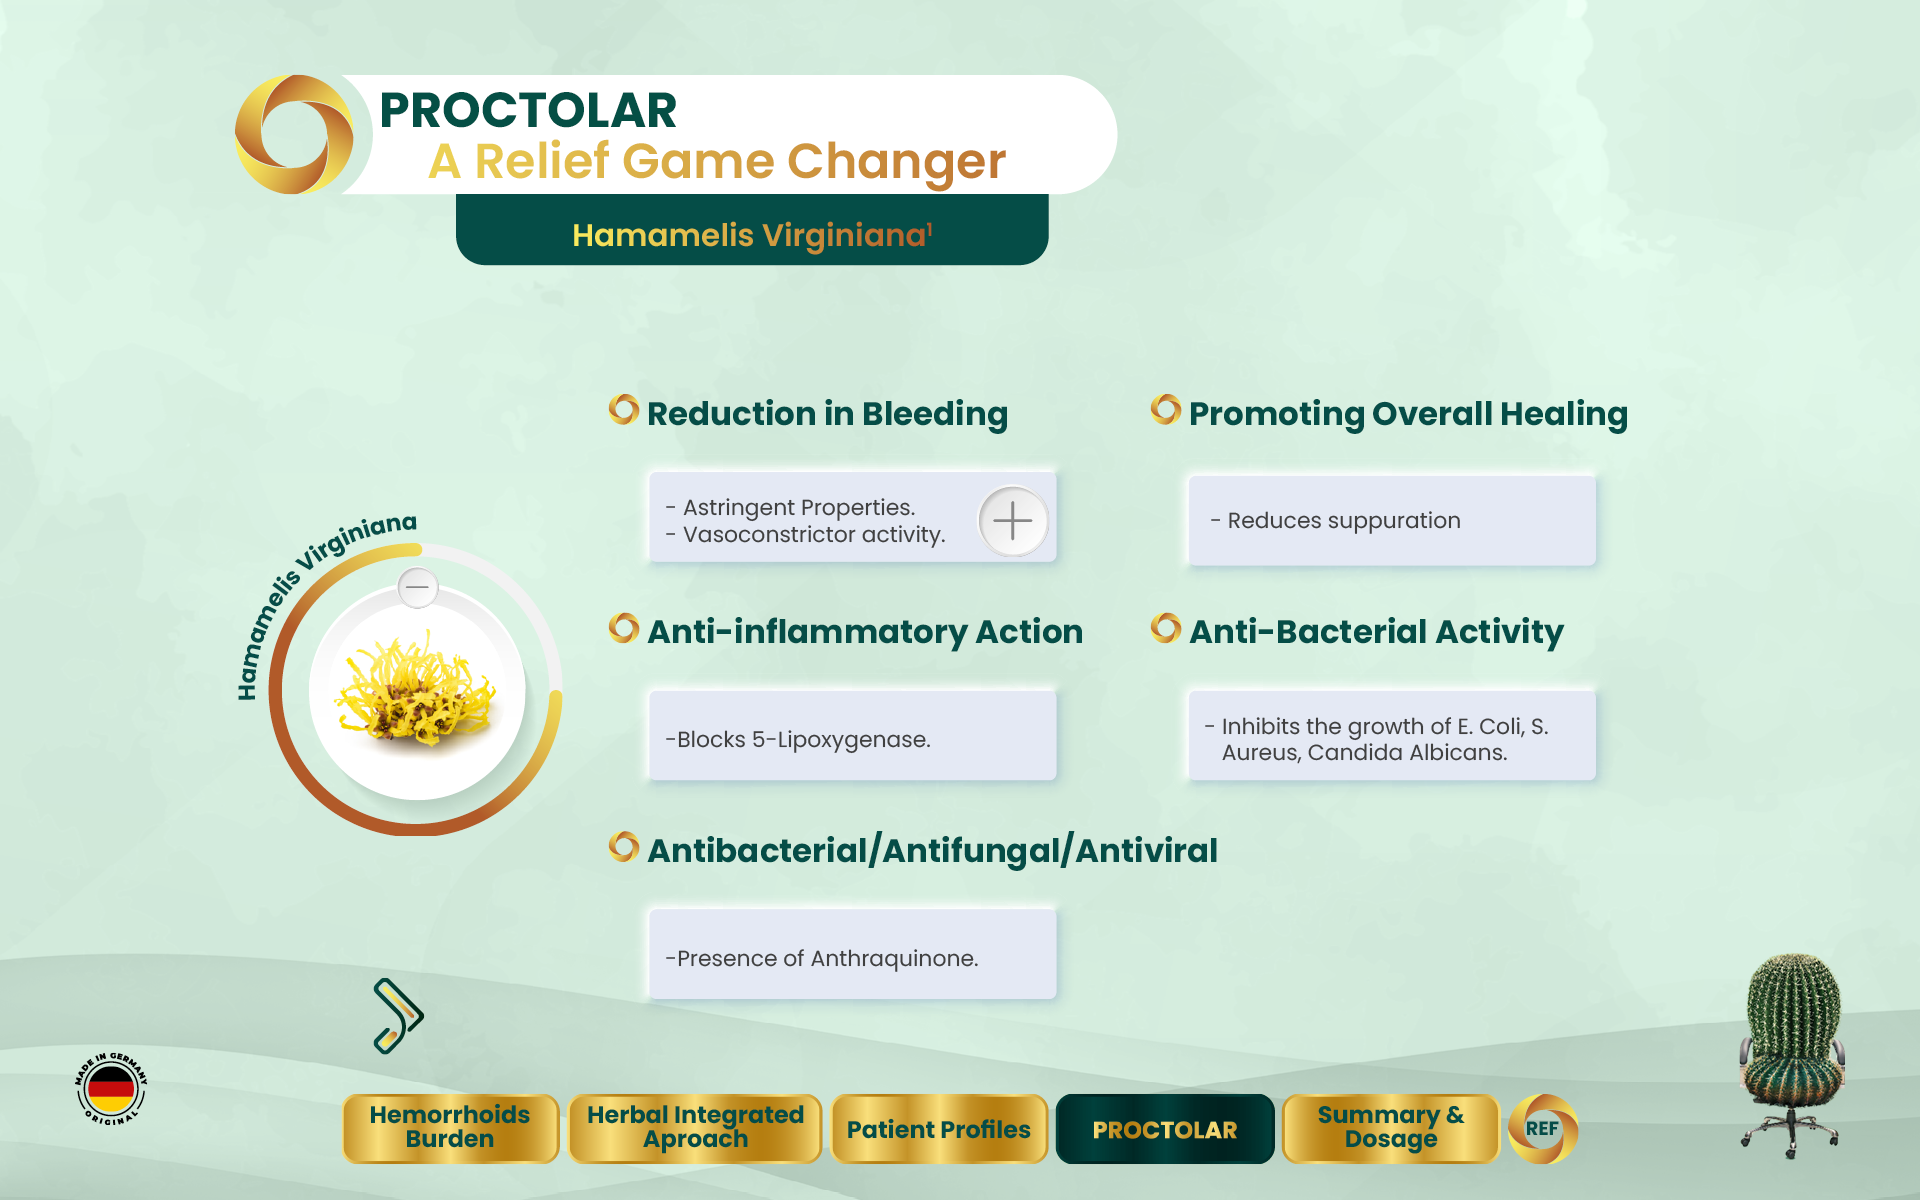 PROCTOLAR
A Relief Game Changer
Hamamelis Virginiana¹
Reduction in Bleeding
- Astringent Properties.
- Vasoconstrictor activity.
Promoting Overall Healing
- Reduces suppuration
Hamamelis Virginiana
Anti-inflammatory Action
-Blocks 5-Lipoxygenase.
Anti-Bacterial Activity
- Inhibits the growth of E. Coli, S.
Aureus, Candida Albicans.
Antibacterial/Antifungal/Antiviral
-Presence of Anthraquinone.
MADE IN GERMANY
ORIGINAL
Hemorrhoids
Burden
Herbal Integrated
Aproach
Patient Profiles
PROCTOLAR
Summary &
Dosage
REF